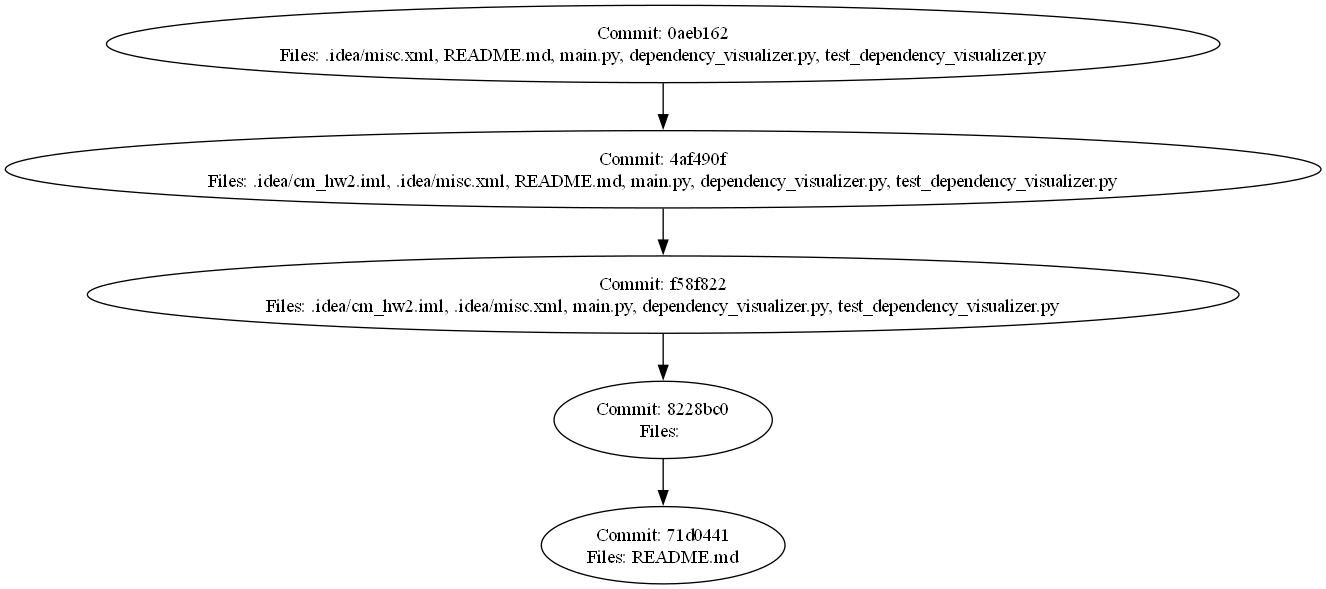 Commit: 0aeb162
Files: .idea/misc.xml, README.md, main.py, dependency_visualizer.py, test_dependency_visualizer.py
Commit: 4af490f
Files: .idea/cm_hw2.iml, .idea/misc.xml, README.md, main.py, dependency_visualizer.py, test_dependency_visualizer.py
Commit: f58f822
Files: .idea/cm_hw2.iml, .idea/misc.xml, main.py, dependency_visualizer.py, test_dependency_visualizer.py
Commit: 8228bc0
Files:
Commit: 71d0441
Files: README.md